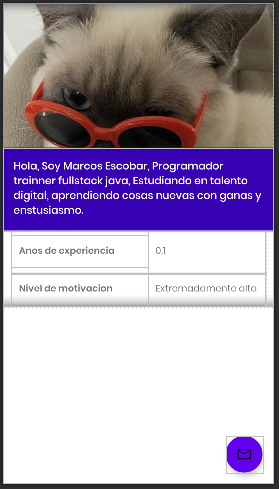 Hola, Soy Marcos Escobar, Programador
trainner fullstack java, Estudiando en talento
digital, aprendiendo cosas nuevas con ganas y
enstusiasmo.
Anos de experiencia 0.1
Nivel de motivacion Extremadamente alta